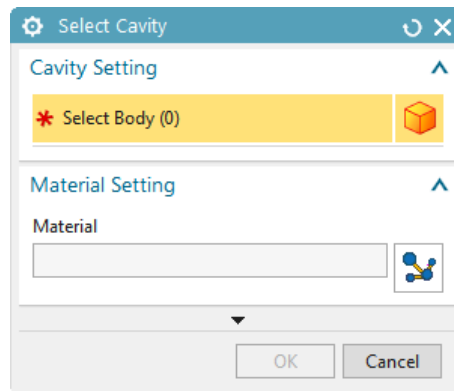 Select Cavity
Cavity Setting
* Select Body (0)
Material Setting
Material
OK
Cancel